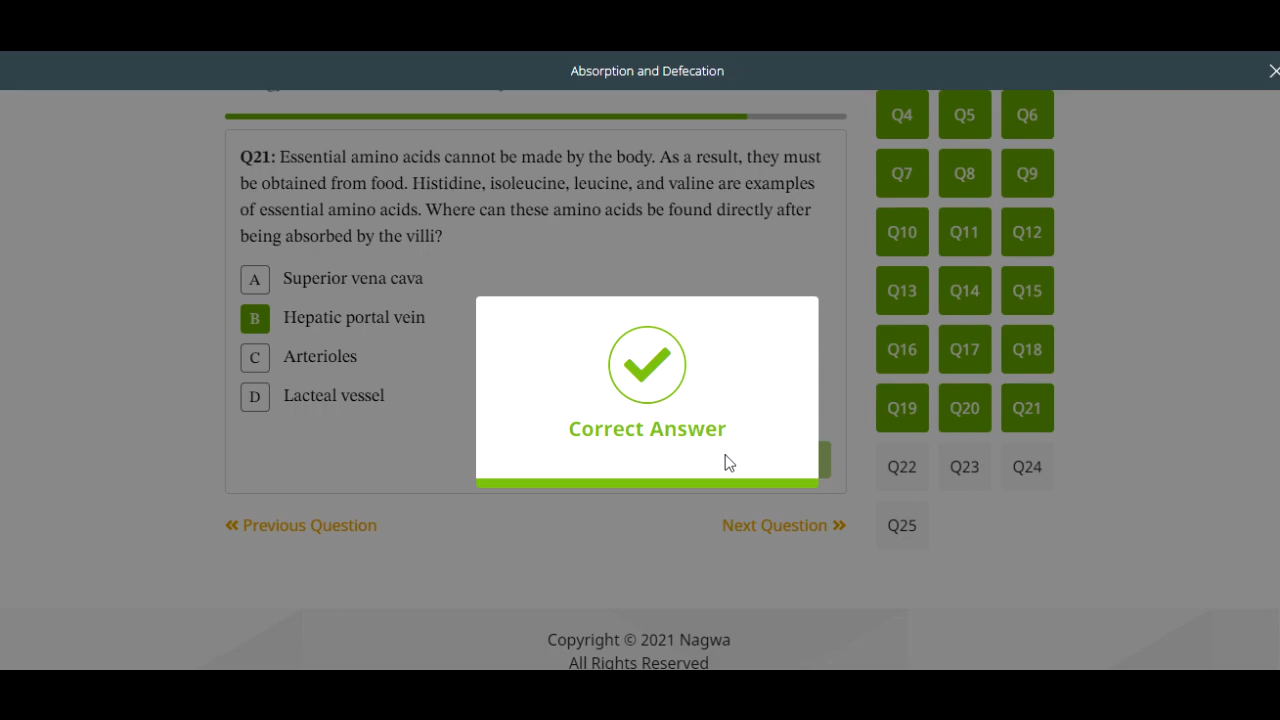 Absorption and Defecation
Q21: Essential amino acids cannot be made by the body. As a result, they must
be obtained from food. Histidine, isoleucine, leucine, and valine are examples
of essential amino acids. Where can these amino acids be found directly after
being absorbed by the villi?
A Superior vena cava
B Hepatic portal vein
C Arterioles
D Lacteal vessel
Correct Answer
Previous Question
Next Question
Q4 Q5 Q6
Q7 Q8 Q9
Q10 Q11 Q12
Q13 Q14 Q15
Q16 Q17 Q18
Q19 Q20 Q21
Q22 Q23 Q24
Q25
Copyright © 2021 Nagwa
All Rights Reserved